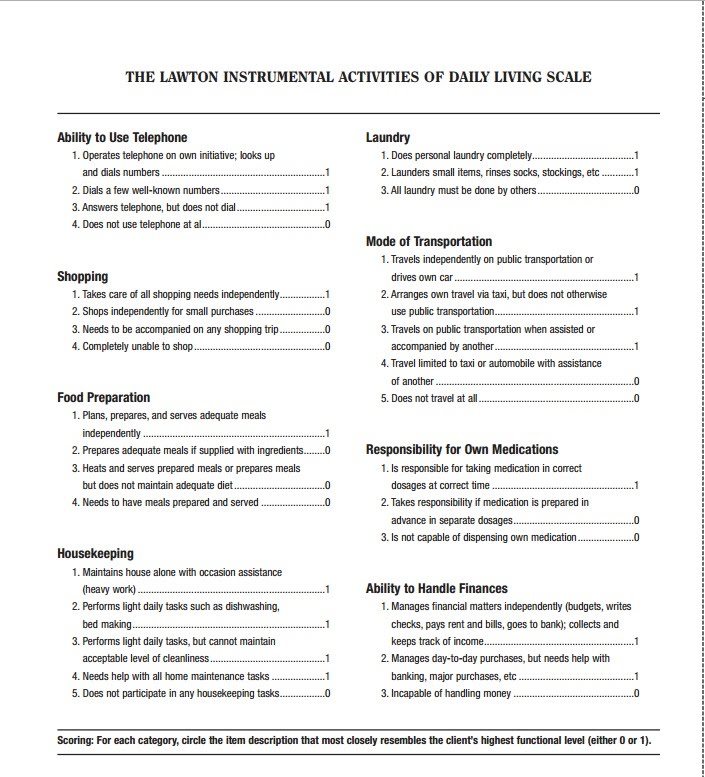 THE LAWTON INSTRUMENTAL ACTIVITIES OF DAILY LIVING SCALE
Ability to Use Telephone
1. Operates telephone on own initiative; looks up
and dials numbers ..........1
2. Dials a few well-known numbers..........1
3. Answers telephone, but does not dial..........1
4. Does not use telephone at al..........0
Shopping
1. Takes care of all shopping needs independently..........1
2. Shops independently for small purchases ..........0
3. Needs to be accompanied on any shopping trip..........0
4. Completely unable to shop..........0
Food Preparation
1. Plans, prepares, and serves adequate meals
independently ..........1
2. Prepares adequate meals if supplied with ingredients........0
3. Heats and serves prepared meals or prepares meals
but does not maintain adequate diet..........0
4. Needs to have meals prepared and served ..........0
Housekeeping
1. Maintains house alone with occasion assistance
(heavy work) ..........1
2. Performs light daily tasks such as dishwashing,
bed making..........1
3. Performs light daily tasks, but cannot maintain
acceptable level of cleanliness..........1
4. Needs help with all home maintenance tasks ..........1
5. Does not participate in any housekeeping tasks..........0
Laundry
1. Does personal laundry completely..........1
2. Launders small items, rinses socks, stockings, etc ..........1
3. All laundry must be done by others..........0
Mode of Transportation
1. Travels independently on public transportation or
drives own car ..........1
2. Arranges own travel via taxi, but does not otherwise
use public transportation..........1
3. Travels on public transportation when assisted or
accompanied by another..........1
4. Travel limited to taxi or automobile with assistance
of another ..........0
5. Does not travel at all ..........0
Responsibility for Own Medications
1. Is responsible for taking medication in correct
dosages at correct time ..........1
2. Takes responsibility if medication is prepared in
advance in separate dosages..........0
3. Is not capable of dispensing own medication..........0
Ability to Handle Finances
1. Manages financial matters independently (budgets, writes
checks, pays rent and bills, goes to bank); collects and
keeps track of income..........1
2. Manages day-to-day purchases, but needs help with
banking, major purchases, etc ..........1
3. Incapable of handling money ..........0
Scoring: For each category, circle the item description that most closely resembles the client's highest functional level (either 0 or 1).